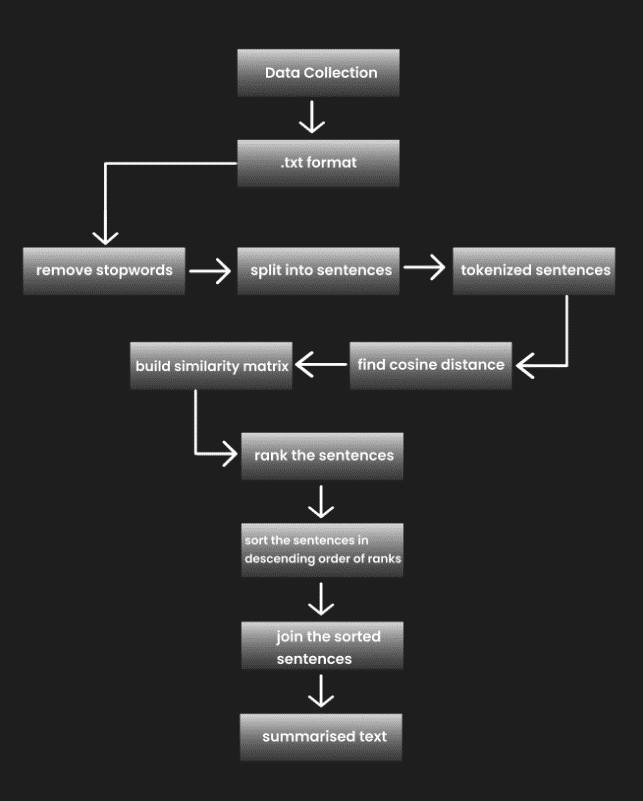 Data Collection
.txt format
remove stopwords
split into sentences
tokenized sentences
find cosine distance
build similarity matrix
rank the sentences
sort the sentences in
descending order of ranks
join the sorted
sentences
summarised text